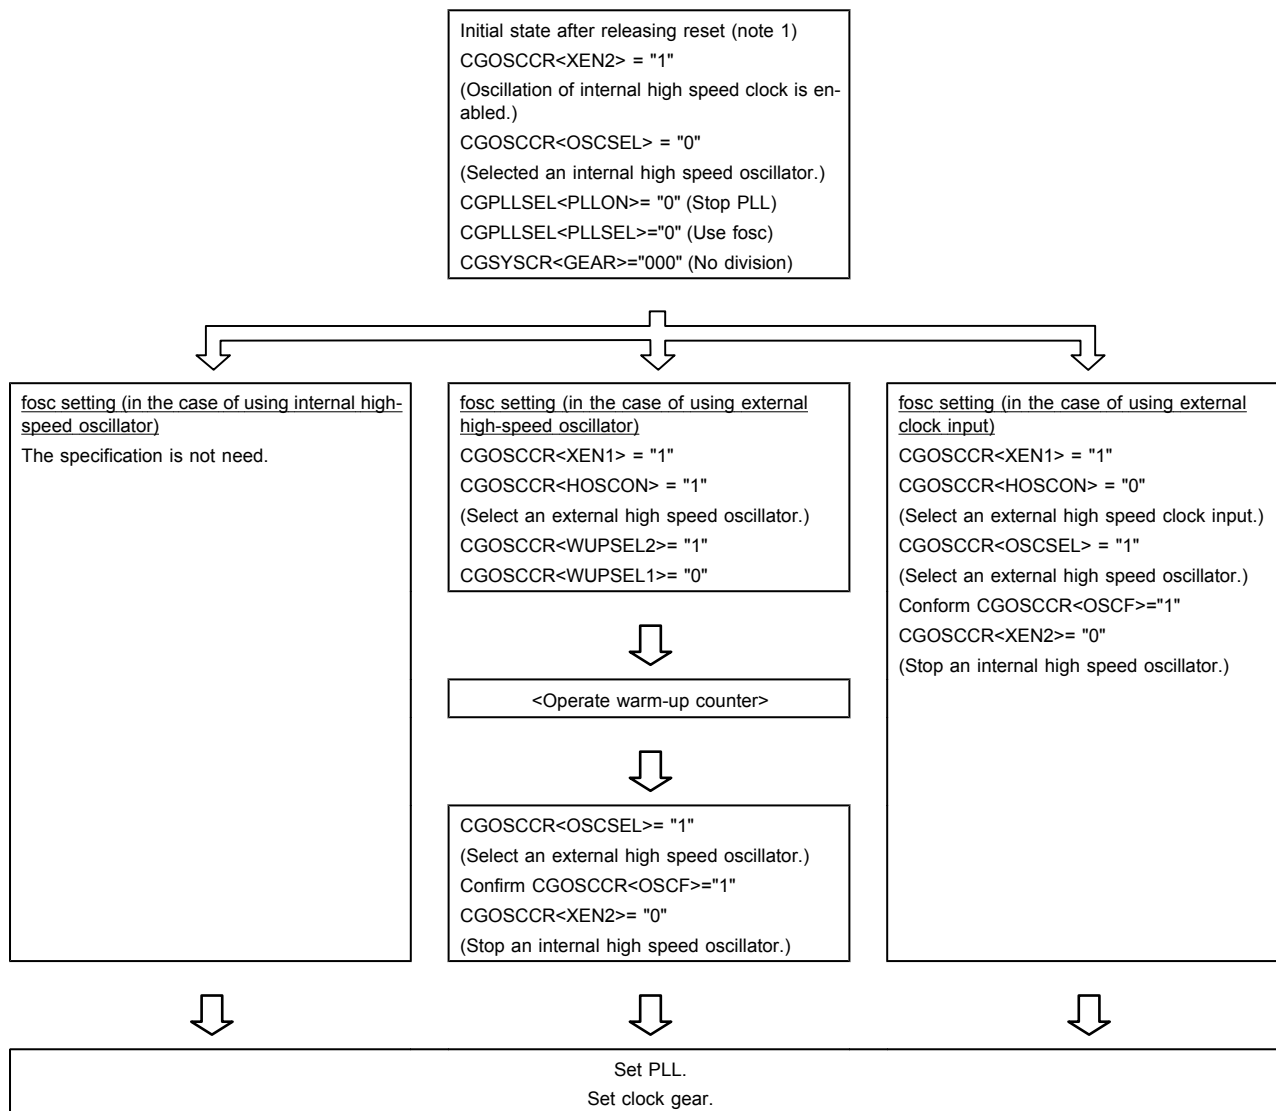 Initial state after releasing reset (note 1)
CGOSCCR<XEN2> = "1"
(Oscillation of internal high speed clock is en-
abled.)
CGOSCCR<OSCSEL> = "0"
(Selected an internal high speed oscillator.)
CGPLLSEL<PLLON>= "0" (Stop PLL)
CGPLLSEL<PLLSEL>="0" (Use fosc)
CGSYSCR<GEAR>="000" (No division)
fosc setting (in the case of using internal high-
speed oscillator)
The specification is not need.
fosc setting (in the case of using external
high-speed oscillator)
CGOSCCR<XEN1> = "1"
CGOSCCR<HOSCON> = "1"
(Select an external high speed oscillator.)
CGOSCCR<WUPSEL2>= "1"
CGOSCCR<WUPSEL1>= "0"
<Operate warm-up counter>
CGOSCCR<OSCSEL>= "1"
(Select an external high speed oscillator.)
Confirm CGOSCCR<OSCF>="1"
CGOSCCR<XEN2>= "0"
(Stop an internal high speed oscillator.)
fosc setting (in the case of using external
clock input)
CGOSCCR<XEN1> = "1"
CGOSCCR<HOSCON> = "0"
(Select an external high speed clock input.)
CGOSCCR<OSCSEL> = "1"
(Select an external high speed oscillator.)
Conform CGOSCCR<OSCF>="1"
CGOSCCR<XEN2>= "0"
(Stop an internal high speed oscillator.)
Set PLL.
Set clock gear.